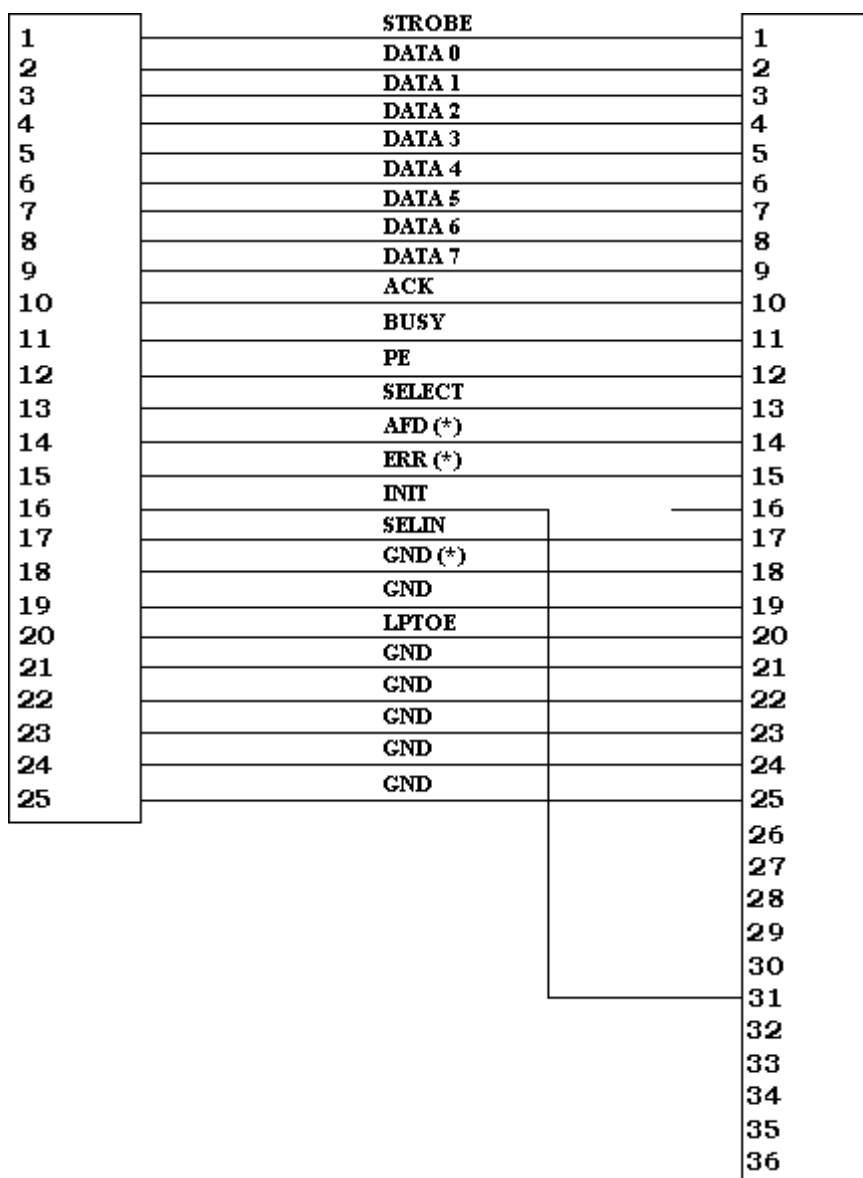 STROBE
1 1
DATA 0
2 2
DATA 1
3 3
DATA 2
4 4
DATA 3
5 5
DATA 4
6 6
DATA 5
7 7
DATA 6
8 8
DATA 7
9 9
ACK
10 10
BUSY
11 11
PE
12 12
SELECT
13 13
AFD (*)
14 14
ERR (*)
15 15
INIT
16 16
SELIN
17 17
GND (*)
18 18
GND
19 19
LPTOE
20 20
GND
21 21
GND
22 22
GND
23 23
GND
24 24
GND
25 25
26
27
28
29
30
31
32
33
34
35
36